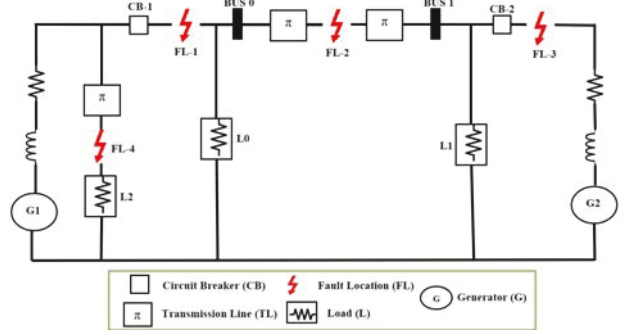 CB-1
BUS 0
BUS 1
CB-2
π
π
FL-1
FL-2
FL-3
π
FL-4
L0
L1
L2
G1
G2
Circuit Breaker (CB)
Fault Location (FL)
G
Generator (G)
π
Transmission Line (TL)
Load (L)